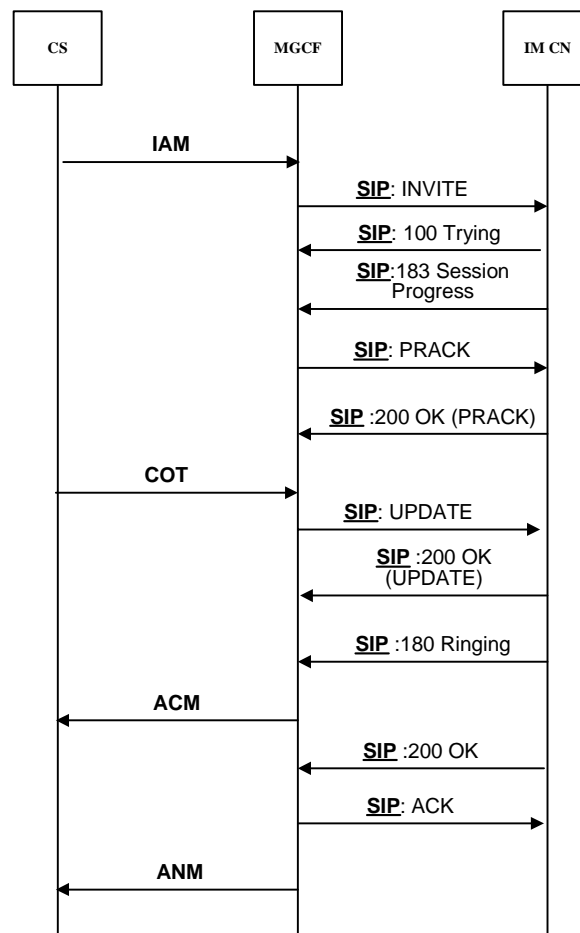 CS
MGCF
IM CN
IAM
SIP: INVITE
SIP: 100 Trying
SIP:183 Session
Progress
SIP: PRACK
SIP :200 OK (PRACK)
COT
SIP: UPDATE
SIP :200 OK
(UPDATE)
SIP :180 Ringing
ACM
SIP :200 OK
SIP: ACK
ANM